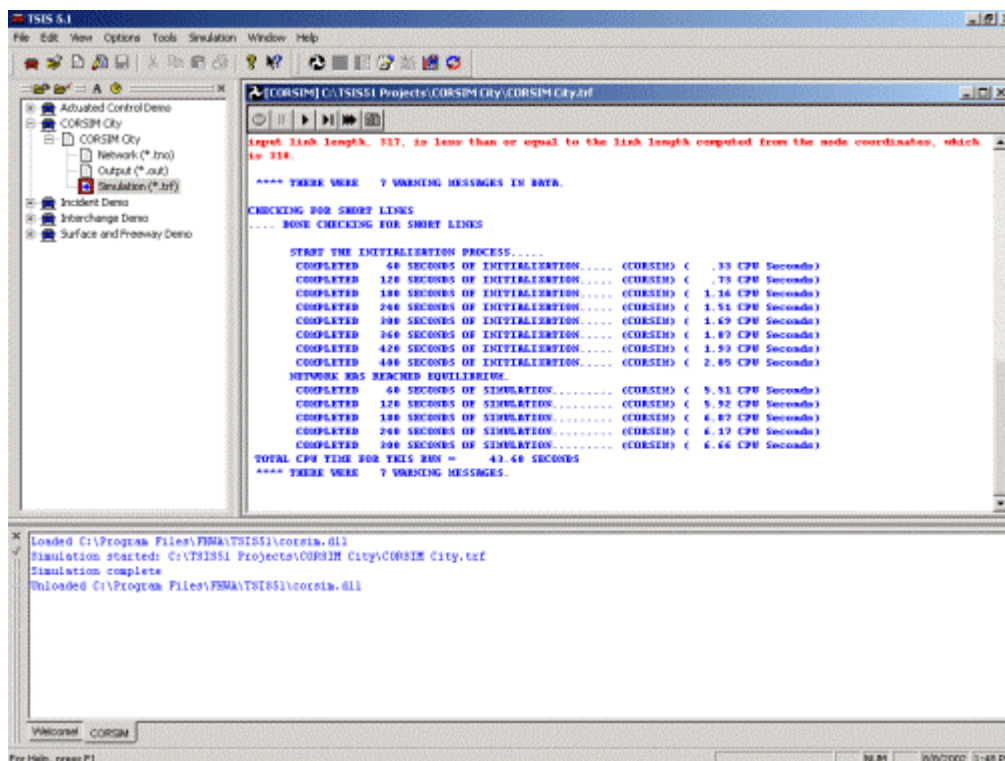 TSIS 5.1
File Edit View Options Tools Simulation Window Help
Actuated Control Demo
CORSIM City
CORSIM City
Network (*.tno)
Output (*.out)
Simulation (*.trf)
Incident Demo
Interchange Demo
Surface and Freeway Demo
[CORSIM] C:\TSIS51 Projects\CORSIM City\CORSIM City.trf
input link length, 317, is less than or equal to the link length computed from the node coordinates, which
is 318.
**** THERE WERE 7 WARNING MESSAGES IN DATA.
CHECKING FOR SHORT LINKS
.... DONE CHECKING FOR SHORT LINKS
START THE INITIALIZATION PROCESS.....
COMPLETED 60 SECONDS OF INITIALIZATION..... (CORSIM) ( .33 CPU Seconds)
COMPLETED 120 SECONDS OF INITIALIZATION..... (CORSIM) ( .73 CPU Seconds)
COMPLETED 180 SECONDS OF INITIALIZATION..... (CORSIM) ( 1.16 CPU Seconds)
COMPLETED 240 SECONDS OF INITIALIZATION..... (CORSIM) ( 1.51 CPU Seconds)
COMPLETED 300 SECONDS OF INITIALIZATION..... (CORSIM) ( 1.69 CPU Seconds)
COMPLETED 360 SECONDS OF INITIALIZATION..... (CORSIM) ( 1.87 CPU Seconds)
COMPLETED 420 SECONDS OF INITIALIZATION..... (CORSIM) ( 1.93 CPU Seconds)
COMPLETED 480 SECONDS OF INITIALIZATION..... (CORSIM) ( 2.05 CPU Seconds)
NETWORK HAS REACHED EQUILIBRIUM.
COMPLETED 60 SECONDS OF SIMULATION......... (CORSIM) ( 5.51 CPU Seconds)
COMPLETED 120 SECONDS OF SIMULATION......... (CORSIM) ( 5.92 CPU Seconds)
COMPLETED 180 SECONDS OF SIMULATION......... (CORSIM) ( 6.07 CPU Seconds)
COMPLETED 240 SECONDS OF SIMULATION......... (CORSIM) ( 6.17 CPU Seconds)
COMPLETED 300 SECONDS OF SIMULATION......... (CORSIM) ( 6.66 CPU Seconds)
TOTAL CPU TIME FOR THIS RUN = 43.60 SECONDS
**** THERE WERE 7 WARNING MESSAGES.
Loaded C:\Program Files\FHWA\TSIS51\corsim.dll
Simulation started: C:\TSIS51 Projects\CORSIM City\CORSIM City.trf
Simulation complete
Unloaded C:\Program Files\FHWA\TSIS51\corsim.dll
Welcome! CORSIM
For Help, press F1
NUM 8/8/2002 1:48